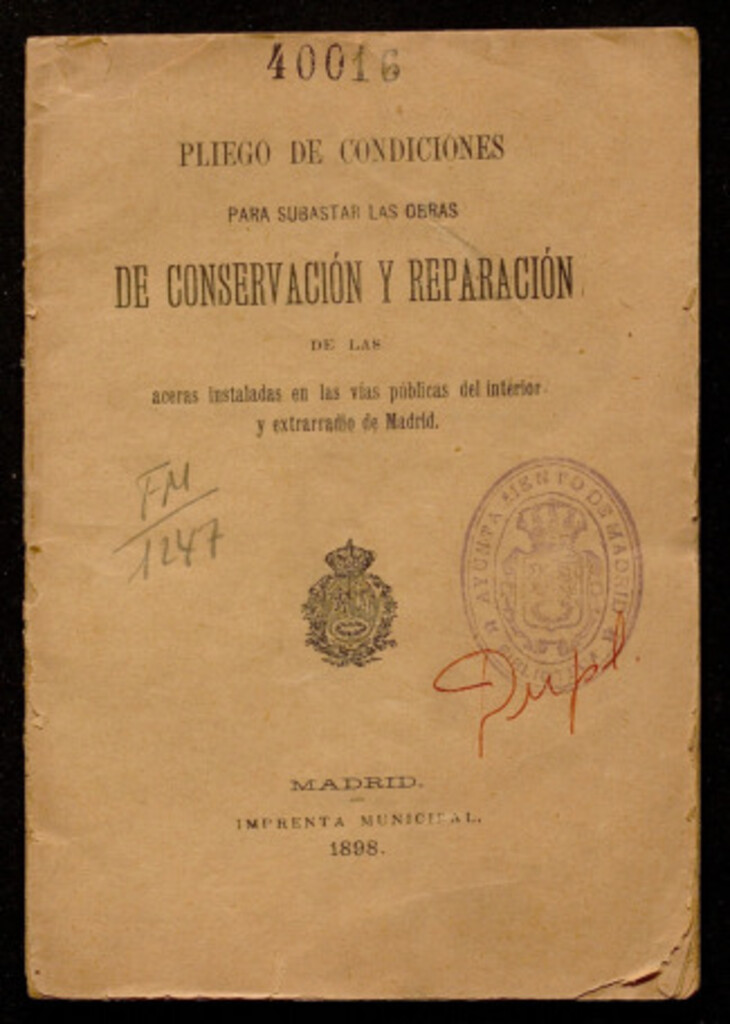 40016
PLIEGO DE CONDICIONES
PARA SUBASTAR LAS OBRAS
DE CONSERVACIÓN Y REPARACIÓN
DE LAS
aceras instaladas en las vías públicas del interior
y extrarradio de Madrid.
FM
1247
AYUNTAMIENTO DE MADRID
Dupl.
MADRID.
IMPRENTA MUNICIPAL.
1898.